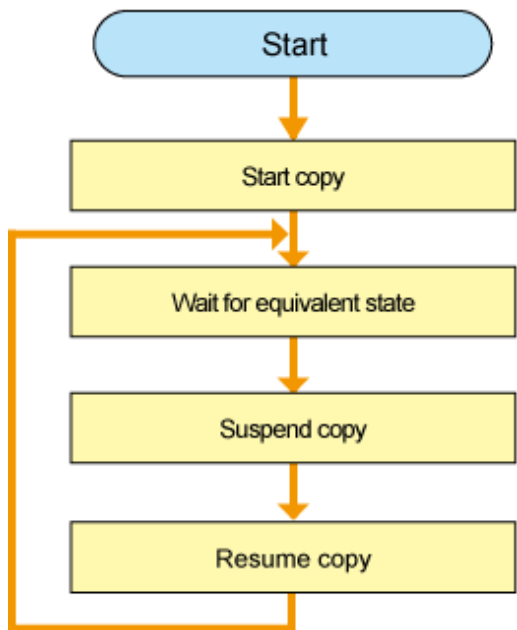 Start
Start copy
Wait for equivalent state
Suspend copy
Resume copy